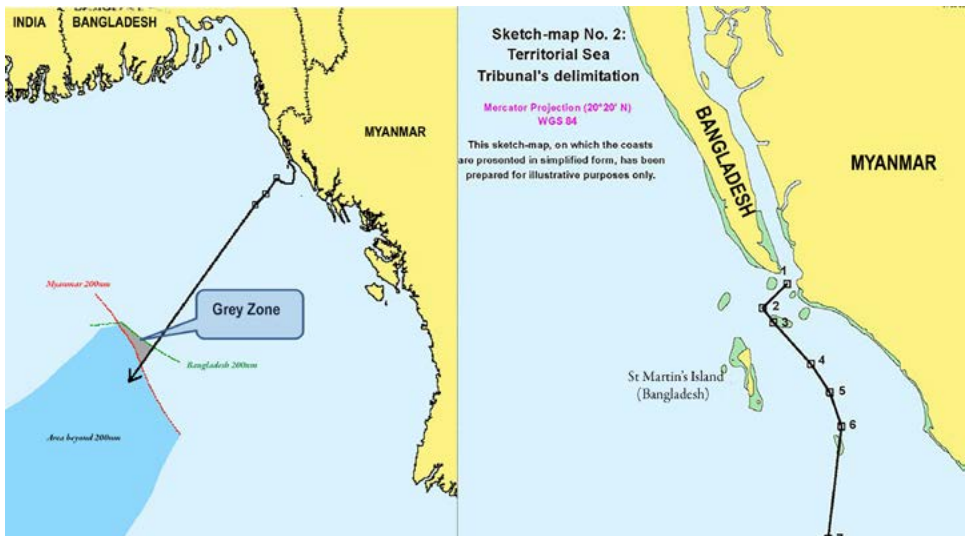 INDIA
BANGLADESH
MYANMAR
Myanmar 200nm
Grey Zone
Bangladesh 200nm
Area beyond 200nm
Sketch-map No. 2:
Territorial Sea
Tribunal's delimitation
Mercator Projection (20°20' N)
WGS 84
This sketch-map, on which the coasts
are presented in simplified form, has been
prepared for illustrative purposes only.
BANGLADESH
MYANMAR
1
2
3
4
St Martin's Island
(Bangladesh)
5
6